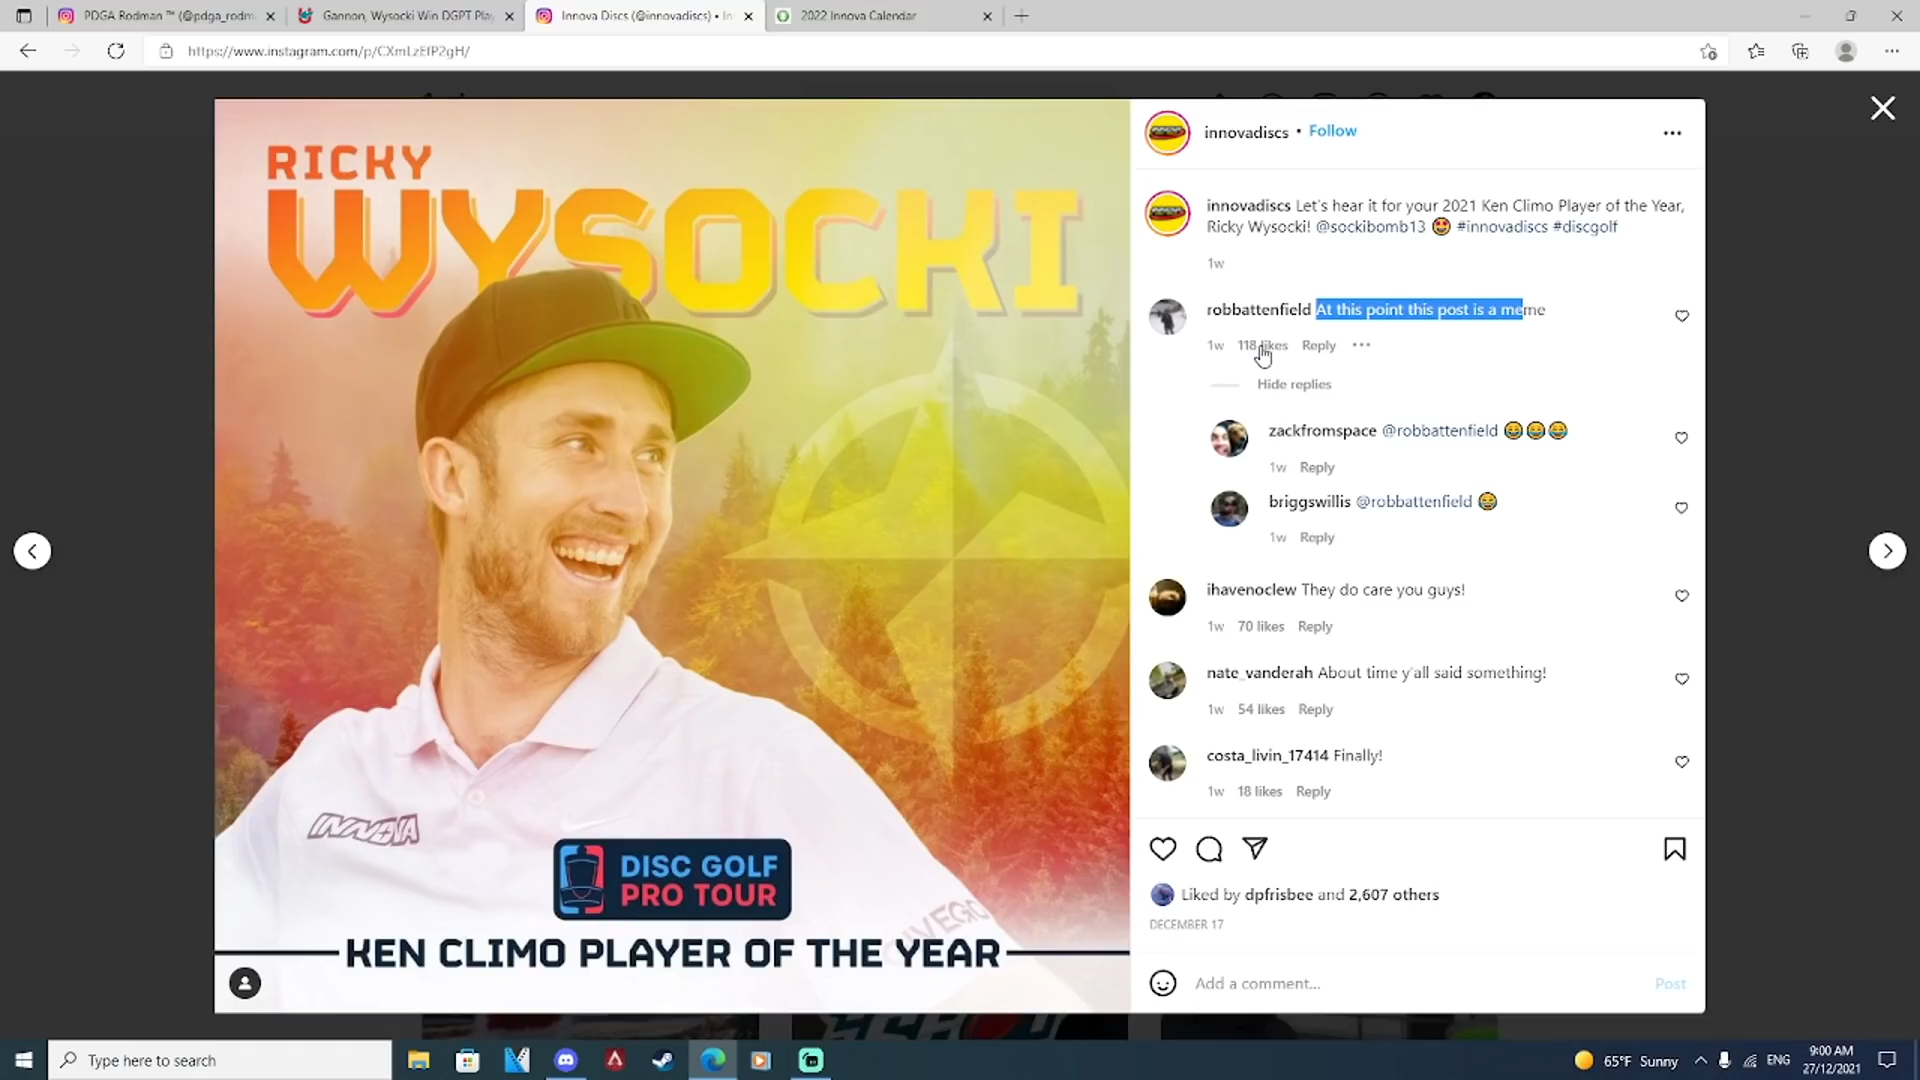 PDGA Rodman ™ (@pdga_rodm
Gannon, Wysocki Win DGPT Pla
Innova Discs (@innovadiscs) • In
2022 Innova Calendar
https://www.instagram.com/p/CXmLzEfP2gH/
RICKY
WYSOCKI
INNOVA
DISC GOLF
PRO TOUR
KEN CLIMO PLAYER OF THE YEAR
innovadiscs • Follow
innovadiscs Let's hear it for your 2021 Ken Climo Player of the Year,
Ricky Wysocki! @sockibomb13 🤩 #innovadiscs #discgolf
1w
robbattenfield At this point this post is a meme
1w 118 likes Reply
Hide replies
zackfromspace @robbattenfield 😂😂😂
1w Reply
briggswillis @robbattenfield 😂
1w Reply
ihavenoclew They do care you guys!
1w 70 likes Reply
nate_vanderah About time y'all said something!
1w 54 likes Reply
costa_livin_17414 Finally!
1w 18 likes Reply
Liked by dpfrisbee and 2,607 others
DECEMBER 17
Add a comment...
Post
Type here to search
65°F Sunny
ENG
9:00 AM
27/12/2021